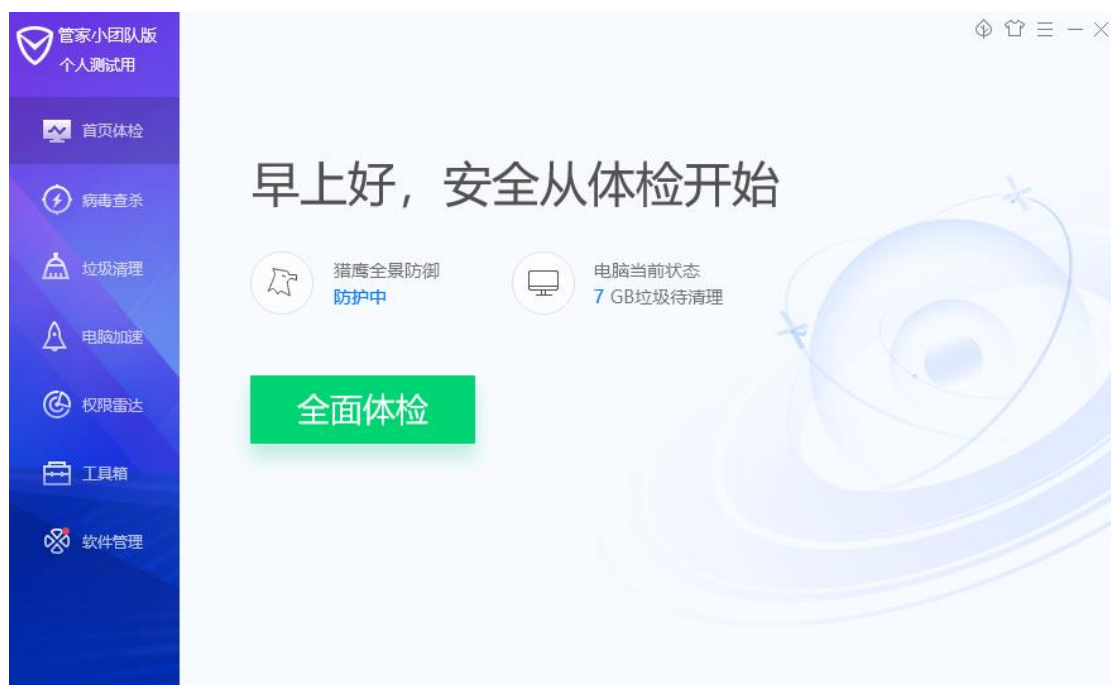 管家小团队版
个人测试用
首页体检
病毒查杀
垃圾清理
电脑加速
权限雷达
工具箱
软件管理
早上好，安全从体检开始
猎鹰全景防御
防护中
电脑当前状态
7 GB垃圾待清理
全面体检